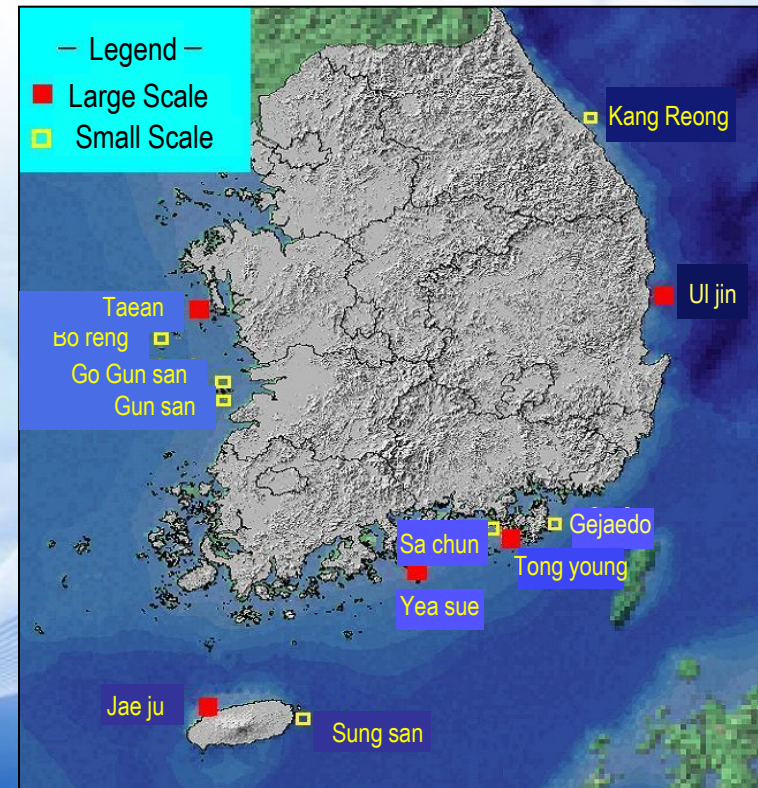 – Legend –
Large Scale
Small Scale
Kang Reong
Ul jin
Taean
Bo reng
Go Gun san
Gun san
Gejaedo
Sa chun
Tong young
Yea sue
Jae ju
Sung san